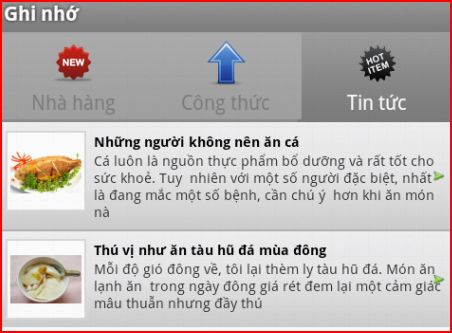 Ghi nhớ
NEW
HOT
ITEM
Nhà hàng
Công thức
Tin tức
Những người không nên ăn cá
Cá luôn là nguồn thực phẩm bổ dưỡng và rất tốt cho
sức khoẻ. Tuy nhiên với một số người đặc biệt, nhất
là đang mắc một số bệnh, cần chú ý hơn khi ăn món
nà
Thú vị như ăn tàu hũ đá mùa đông
Mỗi độ gió đông về, tôi lại thèm ly tàu hũ đá. Món ăn
lạnh ăn trong ngày đông giá rét đem lại một cảm giác
mâu thuẫn nhưng đầy thú